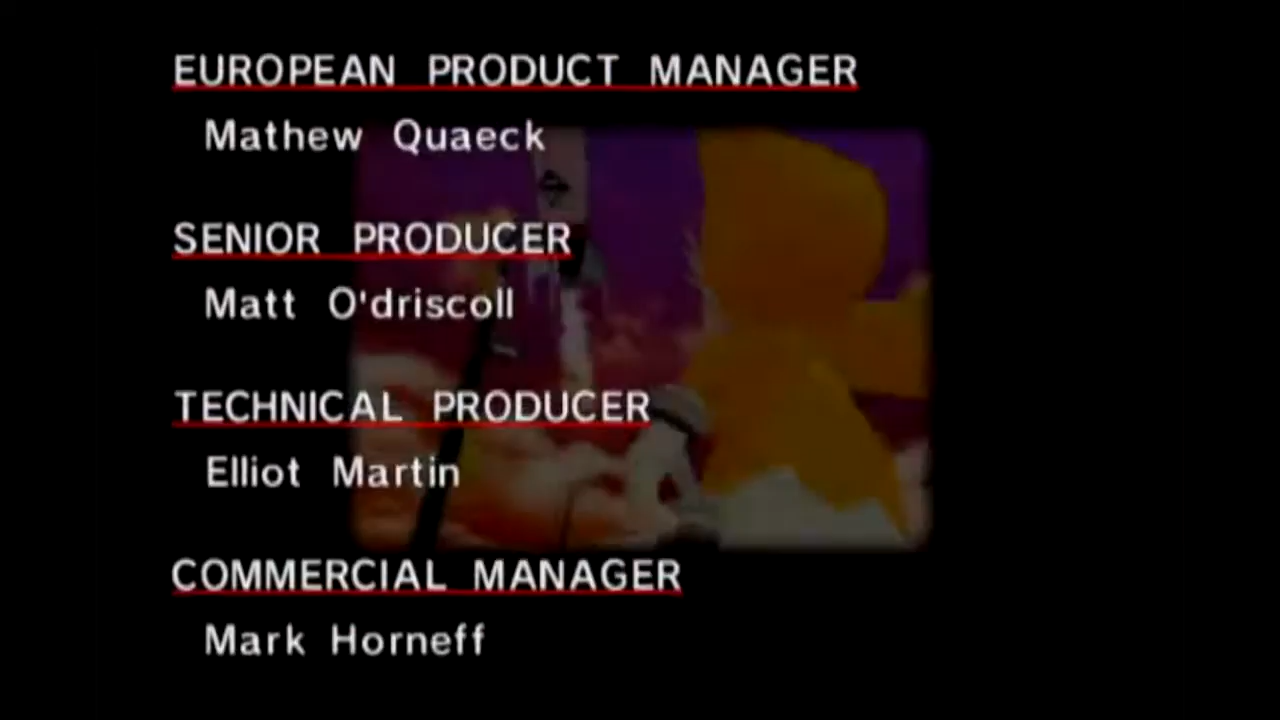 EUROPEAN PRODUCT MANAGER
Mathew Quaeck
SENIOR PRODUCER
Matt O'driscoll
TECHNICAL PRODUCER
Elliot Martin
COMMERCIAL MANAGER
Mark Horneff